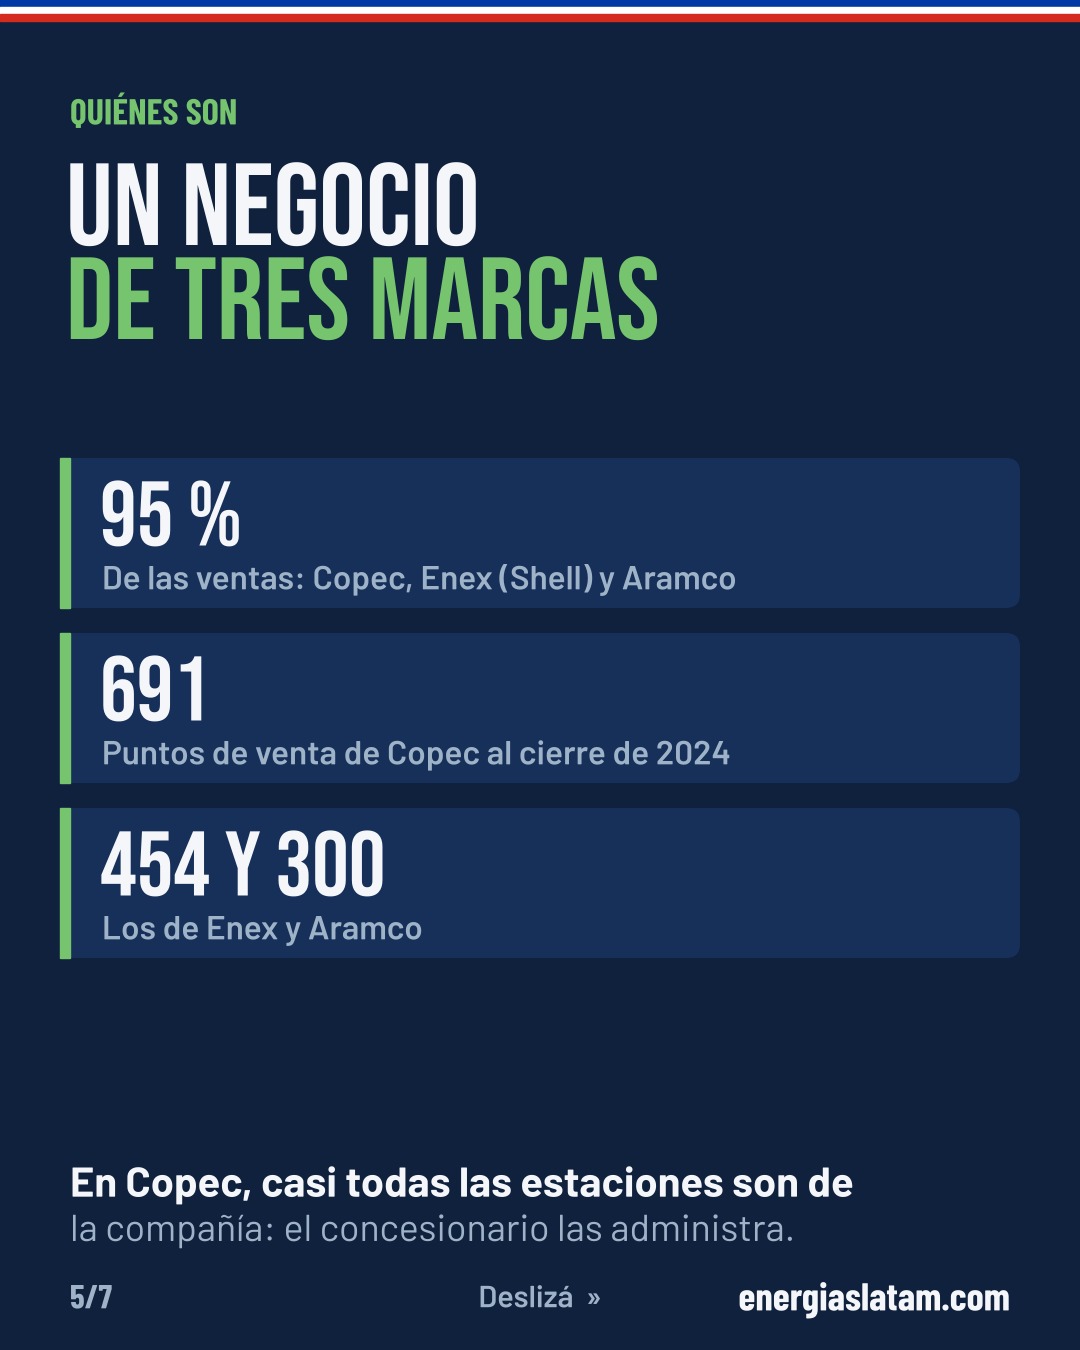 QUIÉNES SON
UN NEGOCIO
DE TRES MARCAS
95 %
De las ventas: Copec, Enex (Shell) y Aramco
691
Puntos de venta de Copec al cierre de 2024
454 Y 300
Los de Enex y Aramco
En Copec, casi todas las estaciones son de
la compañía: el concesionario las administra.
5/7
Deslizá »
energiaslatam.com